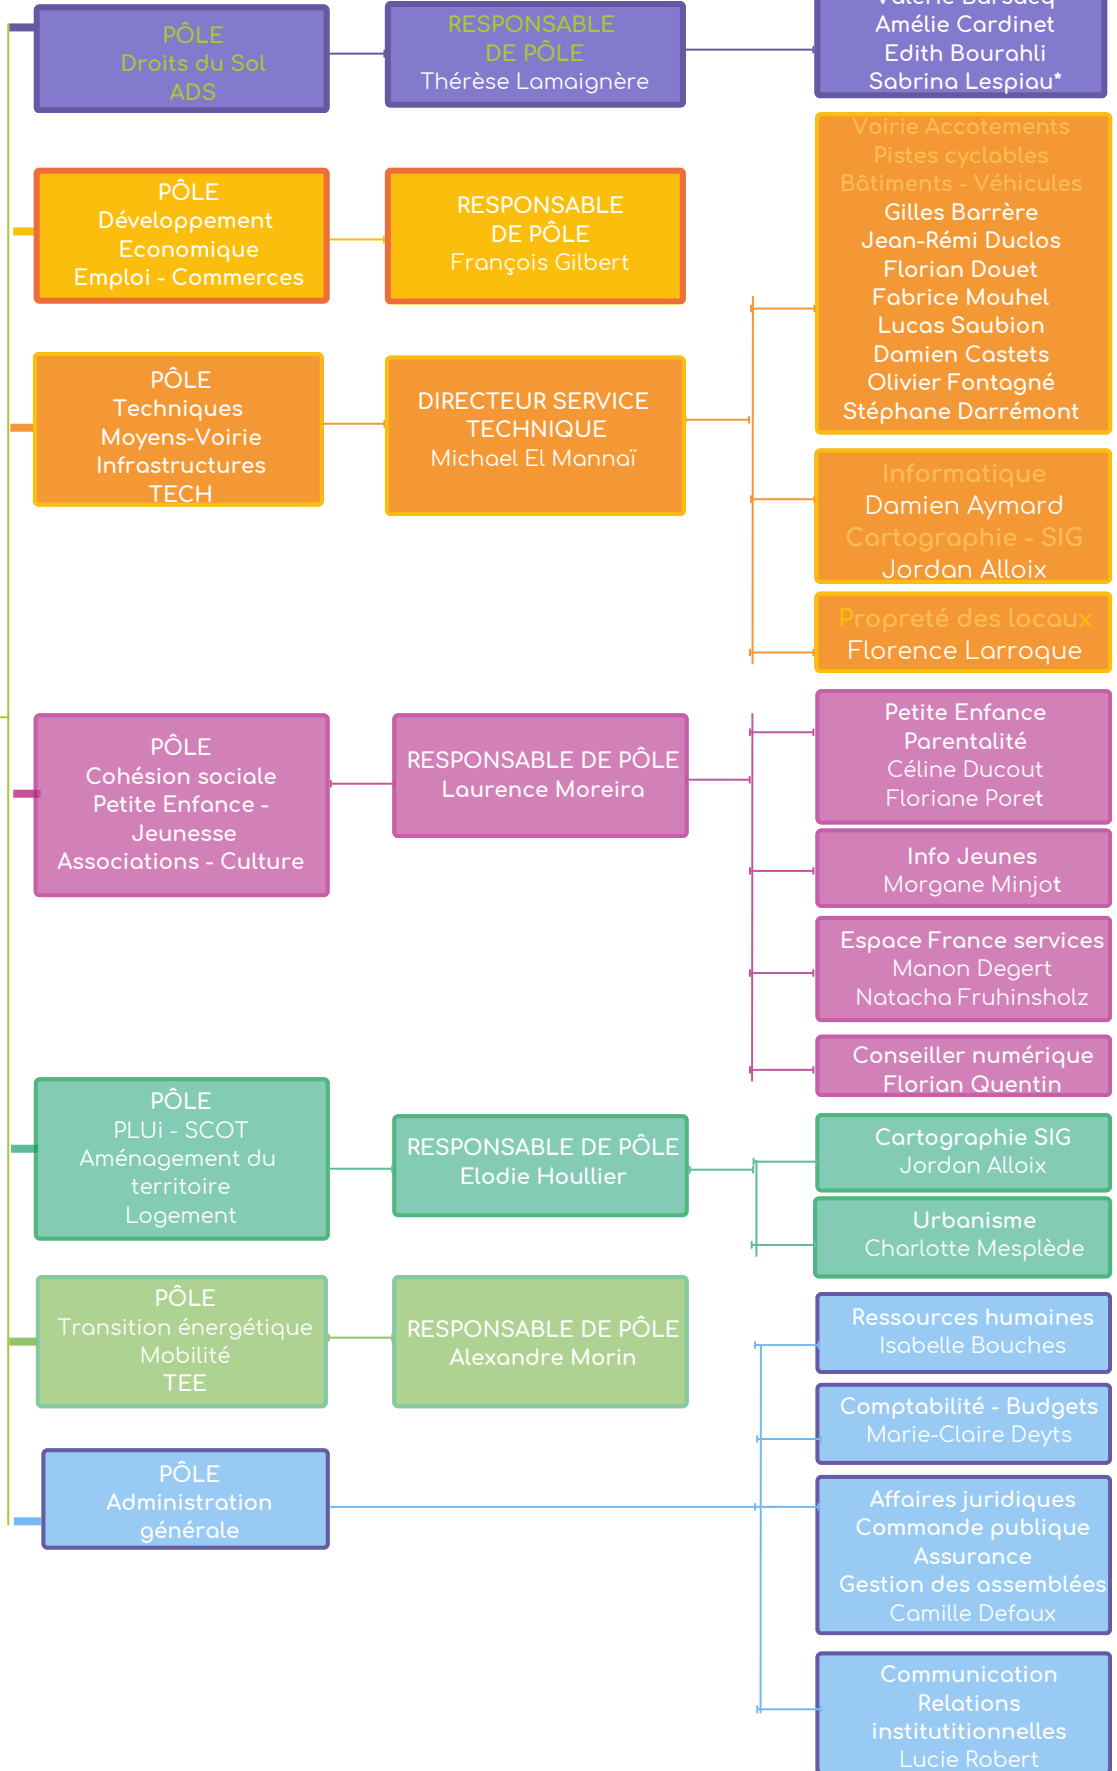 PÔLE
Droits du Sol
ADS
RESPONSABLE
DE PÔLE
Thérèse Lamaignère
Valérie Barsacq
Amélie Cardinet
Edith Bourahli
Sabrina Lespiau*
PÔLE
Développement
Economique
Emploi - Commerces
RESPONSABLE
DE PÔLE
François Gilbert
PÔLE
Techniques
Moyens-Voirie
Infrastructures
TECH
DIRECTEUR SERVICE
TECHNIQUE
Michael El Mannaï
Voirie Accotements
Pistes cyclables
Bâtiments - Véhicules
Gilles Barrère
Jean-Rémi Duclos
Florian Douet
Fabrice Mouhel
Lucas Saubion
Damien Castets
Olivier Fontagné
Stéphane Darrémont
Informatique
Damien Aymard
Cartographie - SIG
Jordan Alloix
Propreté des locaux
Florence Larroque
PÔLE
Cohésion sociale
Petite Enfance -
Jeunesse
Associations - Culture
RESPONSABLE DE PÔLE
Laurence Moreira
Petite Enfance
Parentalité
Céline Ducout
Floriane Poret
Info Jeunes
Morgane Minjot
Espace France services
Manon Degert
Natacha Fruhinsholz
Conseiller numérique
Florian Quentin
PÔLE
PLUi - SCOT
Aménagement du
territoire
Logement
RESPONSABLE DE PÔLE
Elodie Houllier
Cartographie SIG
Jordan Alloix
Urbanisme
Charlotte Mesplède
PÔLE
Transition énergétique
Mobilité
TEE
RESPONSABLE DE PÔLE
Alexandre Morin
PÔLE
Administration
générale
Ressources humaines
Isabelle Bouches
Comptabilité - Budgets
Marie-Claire Deyts
Affaires juridiques
Commande publique
Assurance
Gestion des assemblées
Camille Defaux
Communication
Relations
institutitionnelles
Lucie Robert